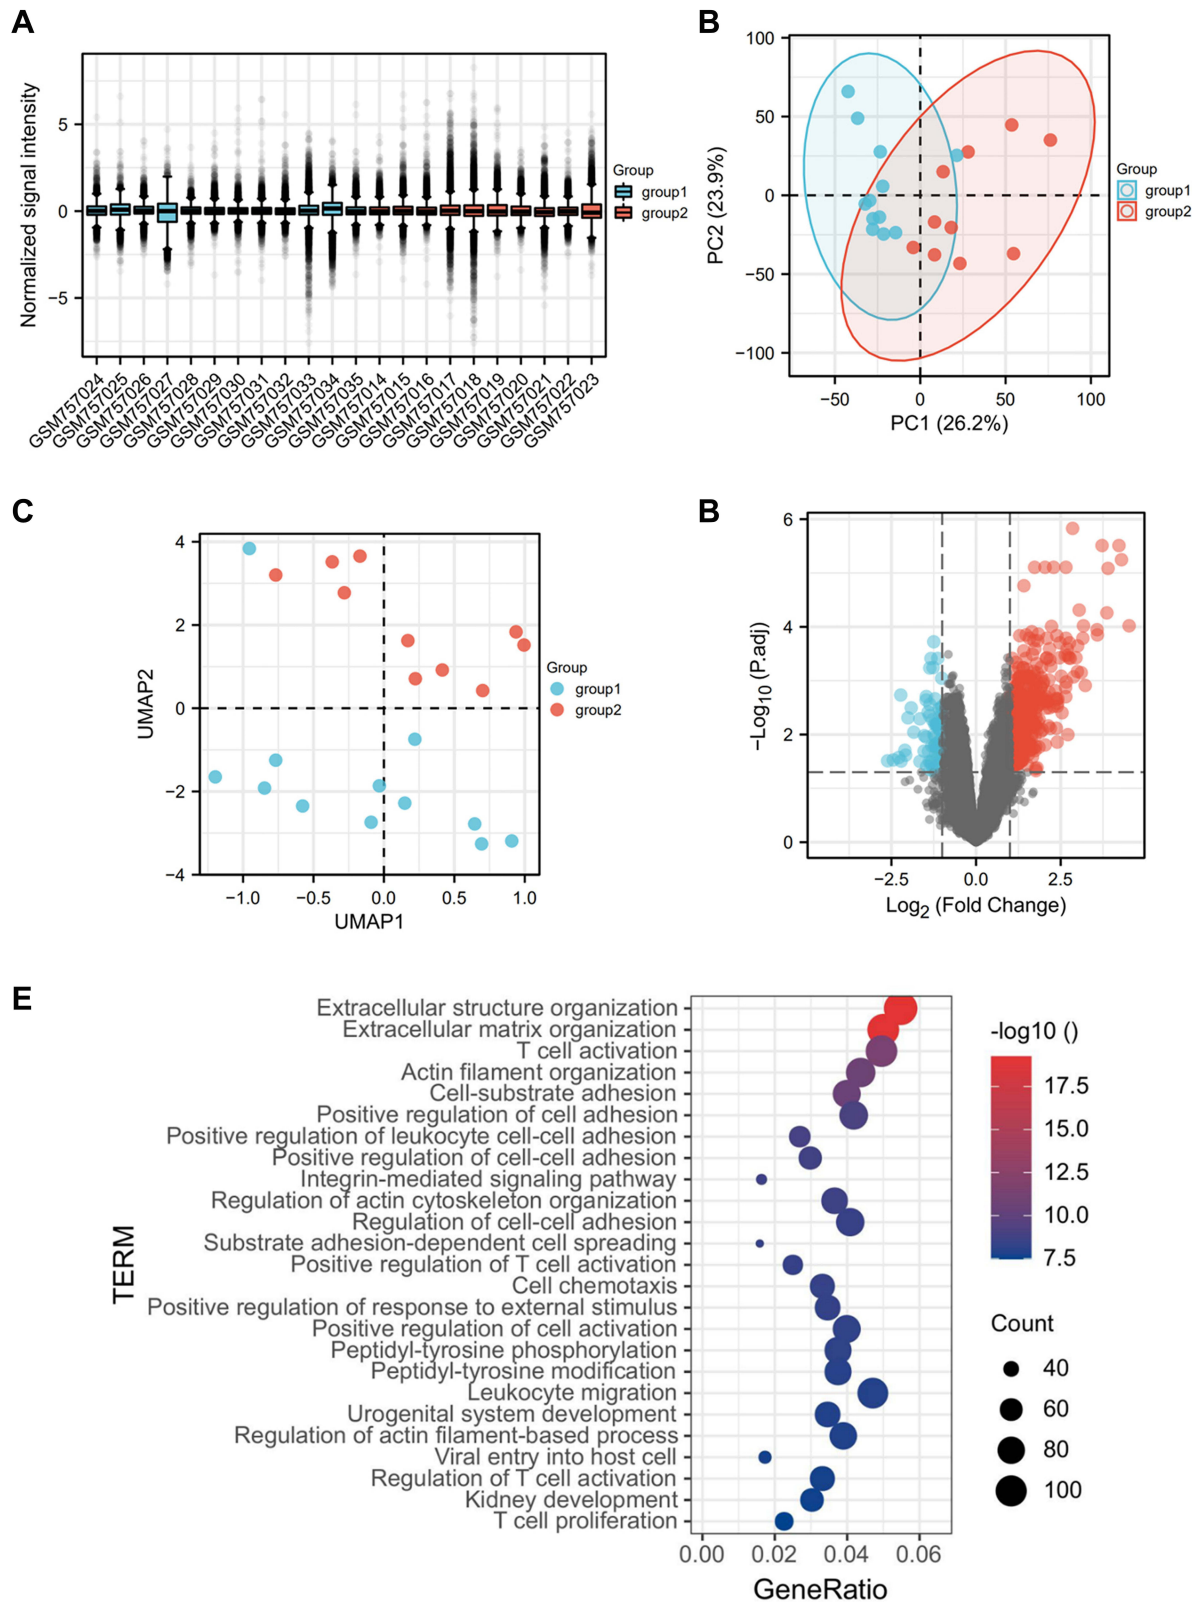 A
Normalized signal intensity
5
0
−5
GSM757024
GSM757025
GSM757026
GSM757027
GSM757028
GSM757029
GSM757030
GSM757031
GSM757032
GSM757033
GSM757034
GSM757035
GSM757014
GSM757015
GSM757016
GSM757017
GSM757018
GSM757019
GSM757020
GSM757021
GSM757022
GSM757023
Group
group1
group2
B
PC2 (23.9%)
100
50
0
−50
−100
−50
0
50
100
PC1 (26.2%)
Group
group1
group2
C
UMAP2
4
2
0
−2
−4
−1.0
−0.5
0.0
0.5
1.0
UMAP1
Group
group1
group2
B
−Log10 (P.adj)
6
4
2
0
−2.5
0.0
2.5
Log2 (Fold Change)
E
TERM
Extracellular structure organization
Extracellular matrix organization
T cell activation
Actin filament organization
Cell-substrate adhesion
Positive regulation of cell adhesion
Positive regulation of leukocyte cell-cell adhesion
Positive regulation of cell-cell adhesion
Integrin-mediated signaling pathway
Regulation of actin cytoskeleton organization
Regulation of cell-cell adhesion
Substrate adhesion-dependent cell spreading
Positive regulation of T cell activation
Cell chemotaxis
Positive regulation of response to external stimulus
Positive regulation of cell activation
Peptidyl-tyrosine phosphorylation
Peptidyl-tyrosine modification
Leukocyte migration
Urogenital system development
Regulation of actin filament-based process
Viral entry into host cell
Regulation of T cell activation
Kidney development
T cell proliferation
0.00
0.02
0.04
0.06
GeneRatio
-log10 ()
17.5
15.0
12.5
10.0
7.5
Count
40
60
80
100